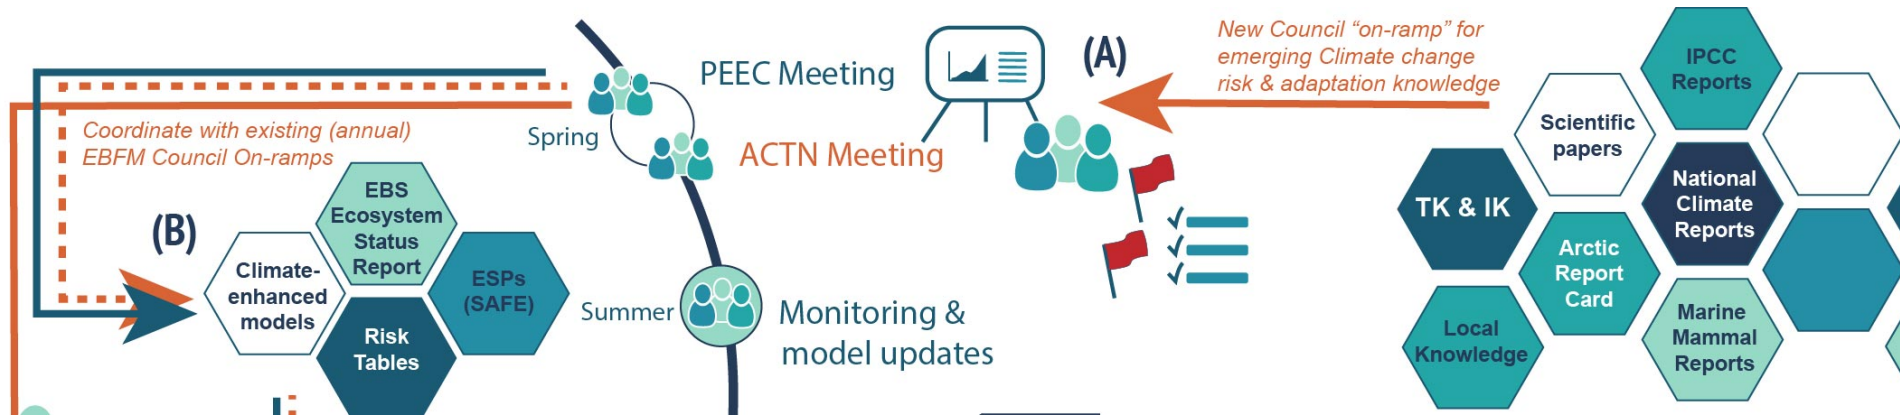 Coordinate with existing (annual)
EBFM Council On-ramps
(B)
EBS
Ecosystem
Status
Report
Climate-
enhanced
models
ESPs
(SAFE)
Risk
Tables
Spring
PEEC Meeting
ACTN Meeting
Summer
Monitoring &
model updates
(A)
New Council “on-ramp” for
emerging Climate change
risk & adaptation knowledge
IPCC
Reports
Scientific
papers
National
Climate
Reports
TK & IK
Arctic
Report
Card
Local
Knowledge
Marine
Mammal
Reports